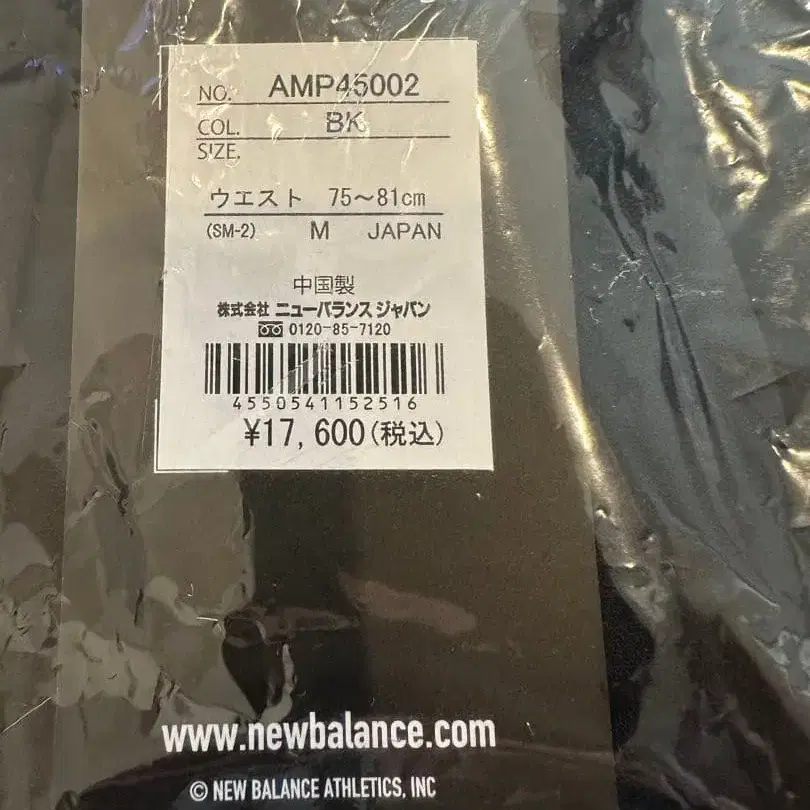 NO. AMP45002
COL. BK
SIZE.
ウエスト 75～81cm
(SM-2) M JAPAN
中国製
株式会社 ニューバランス ジャパン
0120-85-7120
4550541152516
¥17,600(税込)
www.newbalance.com
© NEW BALANCE ATHLETICS, INC